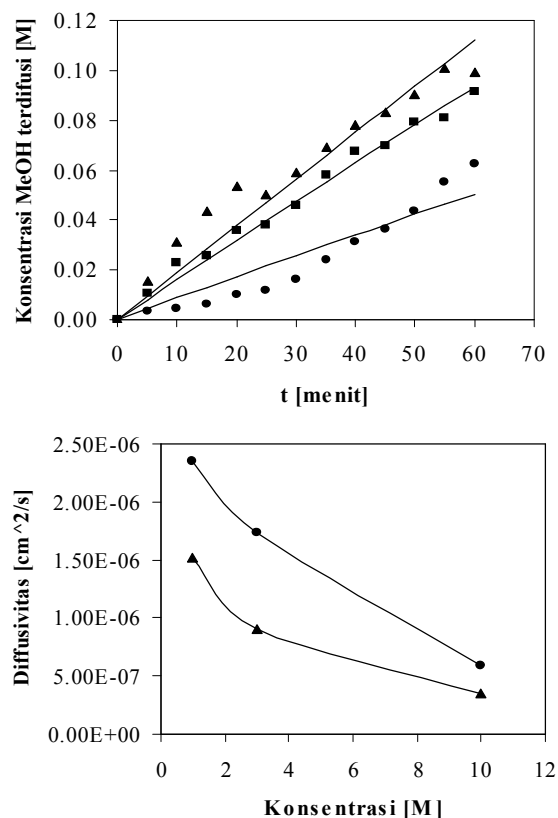 Konsentrasi MeOH terdifusi [M]
0.12
0.10
0.08
0.06
0.04
0.02
0.00
0 10 20 30 40 50 60 70
t [menit]
Diffusivitas [cm^2/s]
2.50E-06
2.00E-06
1.50E-06
1.00E-06
5.00E-07
0.00E+00
0 2 4 6 8 10 12
Konsentrasi [M]